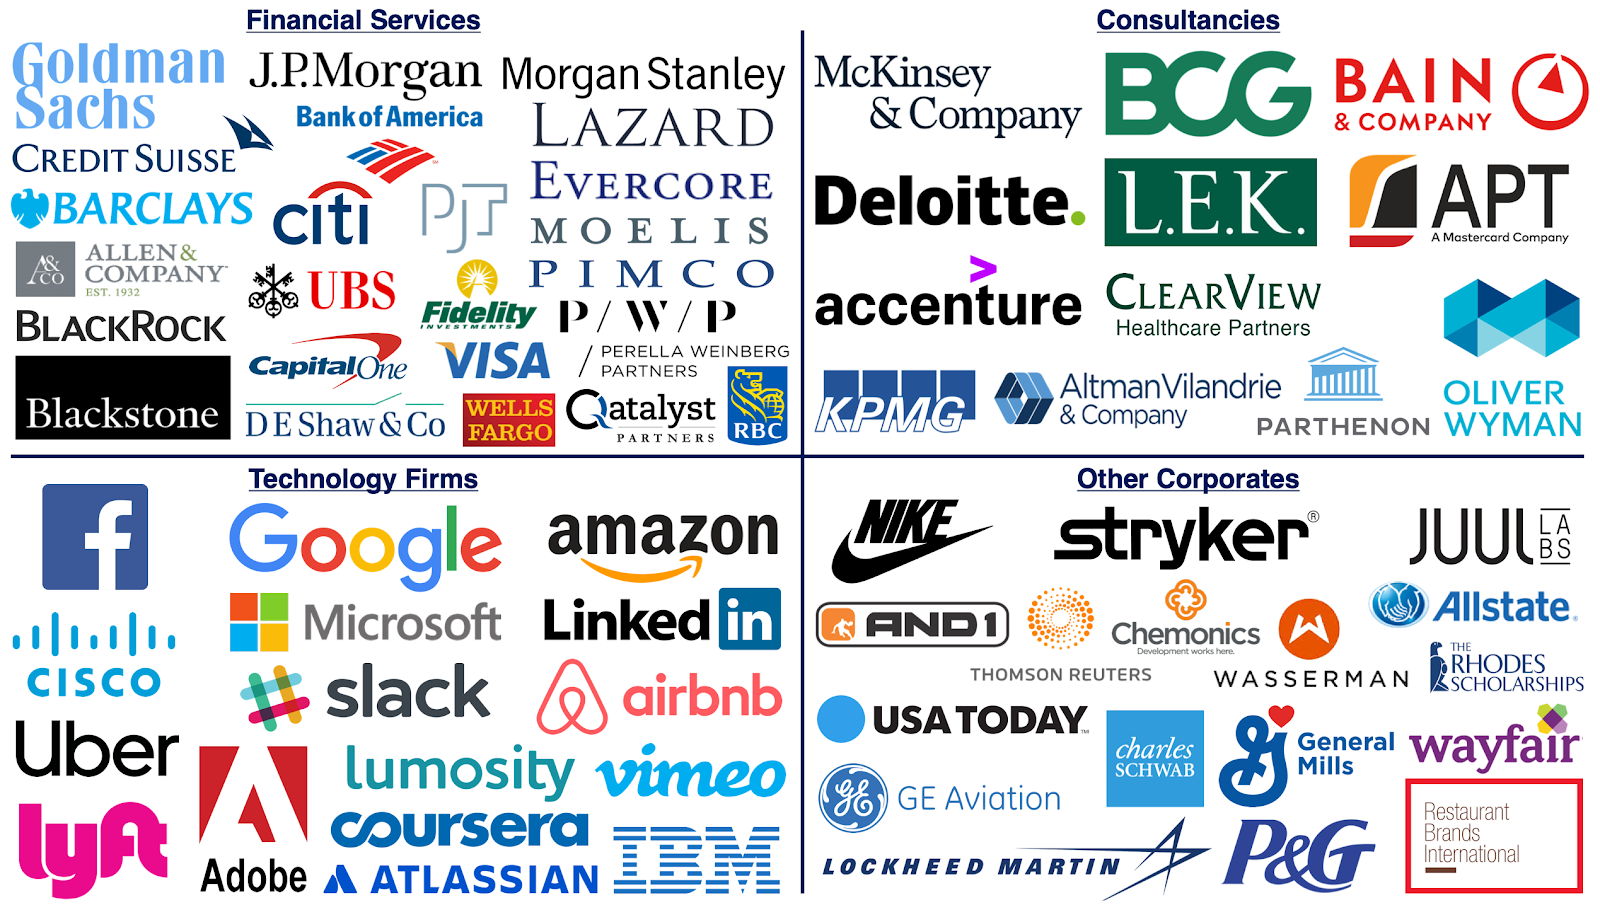 Financial Services
Goldman
Sachs
J.P.Morgan
Morgan Stanley
Bank of America
LAZARD
CREDIT SUISSE
EVERCORE
BARCLAYS
citi
PJT
MOELIS
A&
CO
ALLEN&
COMPANY
EST. 1932
UBS
PIMCO
Fidelity
INVESTMENTS
P/W/P
BLACKROCK
CapitalOne
VISA
/ PERELLA WEINBERG
PARTNERS
Blackstone
D E Shaw & Co
WELLS
FARGO
Qatalyst
PARTNERS
RBC
Consultancies
McKinsey
& Company
BCG
BAIN
& COMPANY
Deloitte.
L.E.K.
APT
A Mastercard Company
>
accenture
CLEARVIEW
Healthcare Partners
KPMG
AltmanVilandrie
& Company
PARTHENON
OLIVER
WYMAN
Technology Firms
f
Google
amazon
Microsoft
Linked in
CISCO
slack
airbnb
Uber
Adobe
lumosity
vimeo
lyft
coursera
ATLASSIAN
IBM
Other Corporates
NIKE
stryker®
JUUL
LA
BS
AND1
Chemonics
Development works here.
Allstate®
THOMSON REUTERS
WASSERMAN
THE
RHODES
SCHOLARSHIPS
USA TODAY™
charles
SCHWAB
General
Mills
wayfair
GE
GE Aviation
Restaurant
Brands
International
LOCKHEED MARTIN
P&G